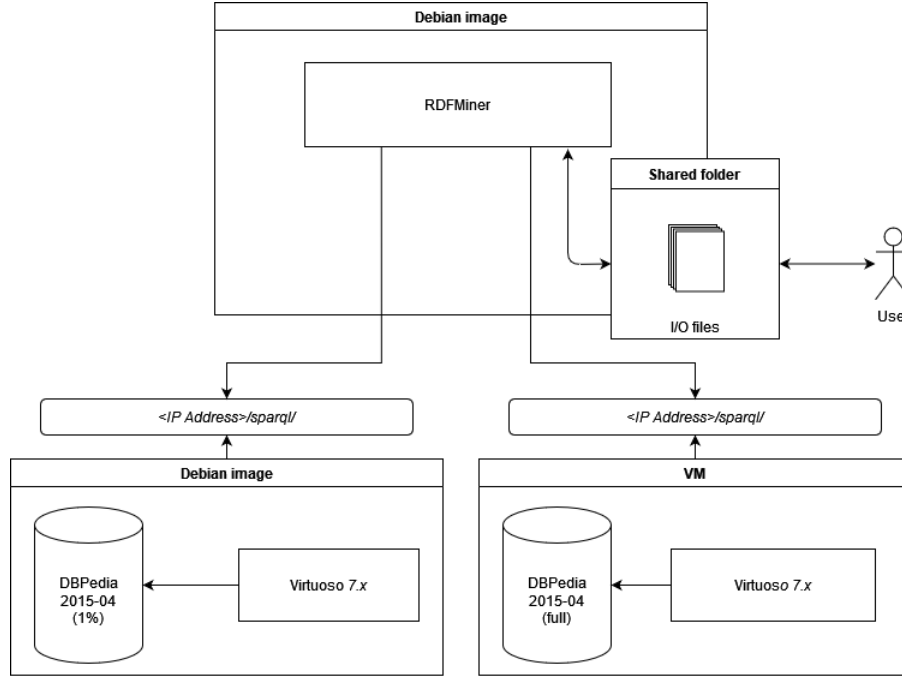 Debian image
RDFMiner
Shared folder
I/O files
Use
<IP Address>/sparql/
<IP Address>/sparql/
Debian image
DBPedia
2015-04
(1%)
Virtuoso 7.x
VM
DBPedia
2015-04
(full)
Virtuoso 7.x